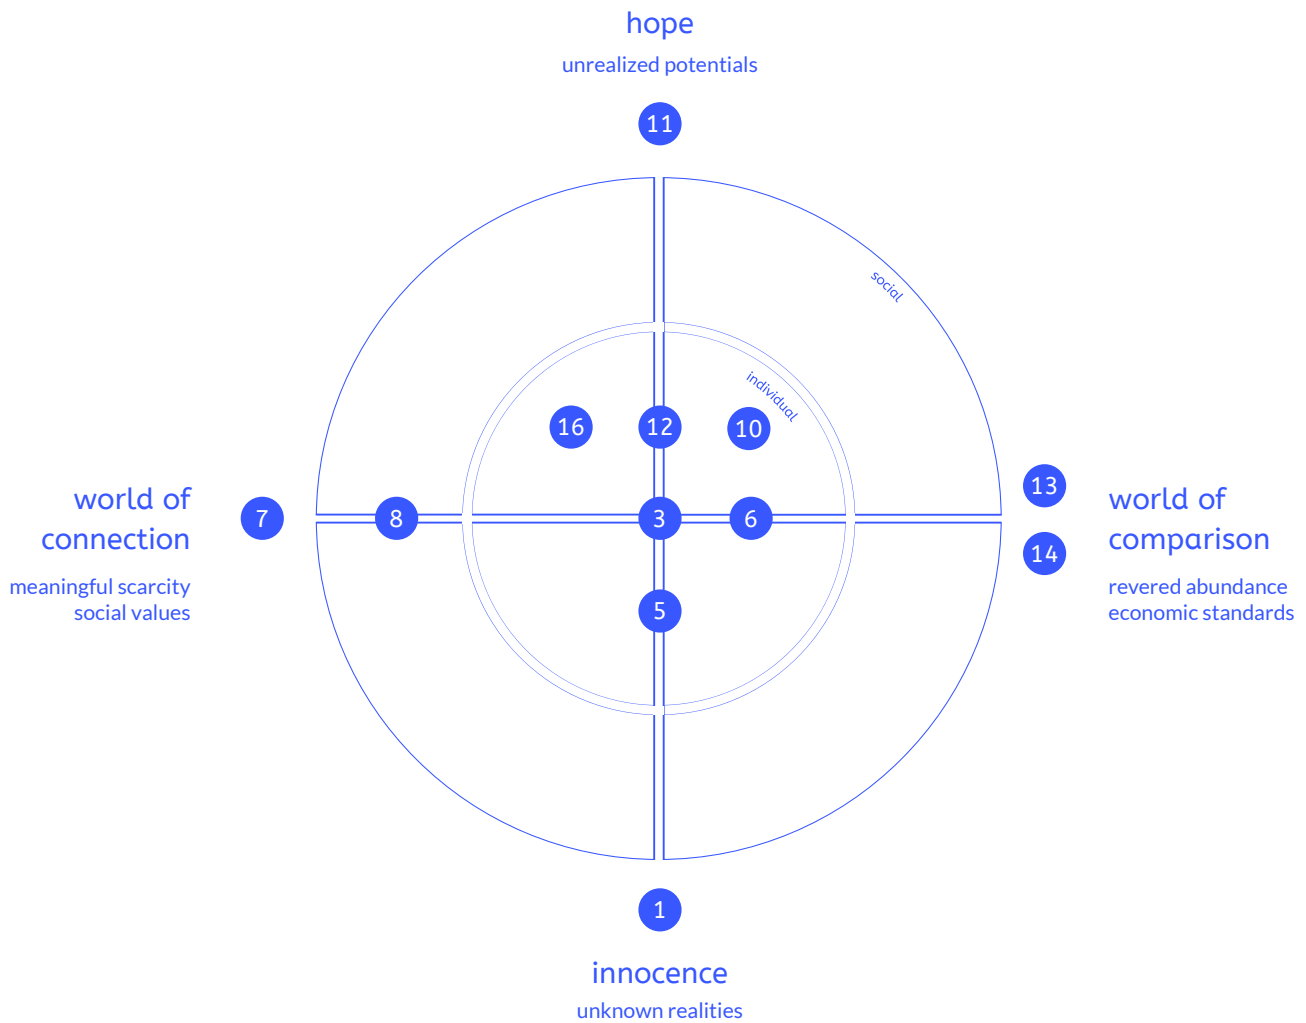 hope
unrealized potentials
11
social
individual
16
12
10
world of
connection
meaningful scarcity
social values
7
8
3
6
13
14
world of
comparison
revered abundance
economic standards
5
1
innocence
unknown realities